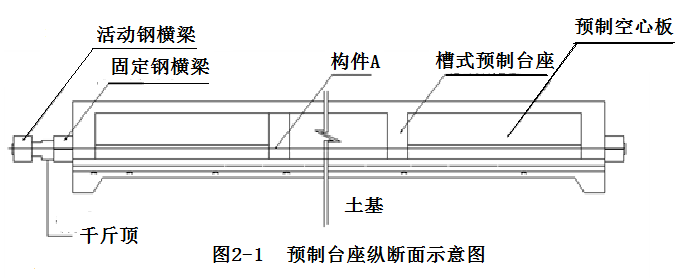 活动钢横梁
固定钢横梁
构件A
槽式预制台座
预制空心板
土基
千斤顶
图2-1 预制台座纵断面示意图